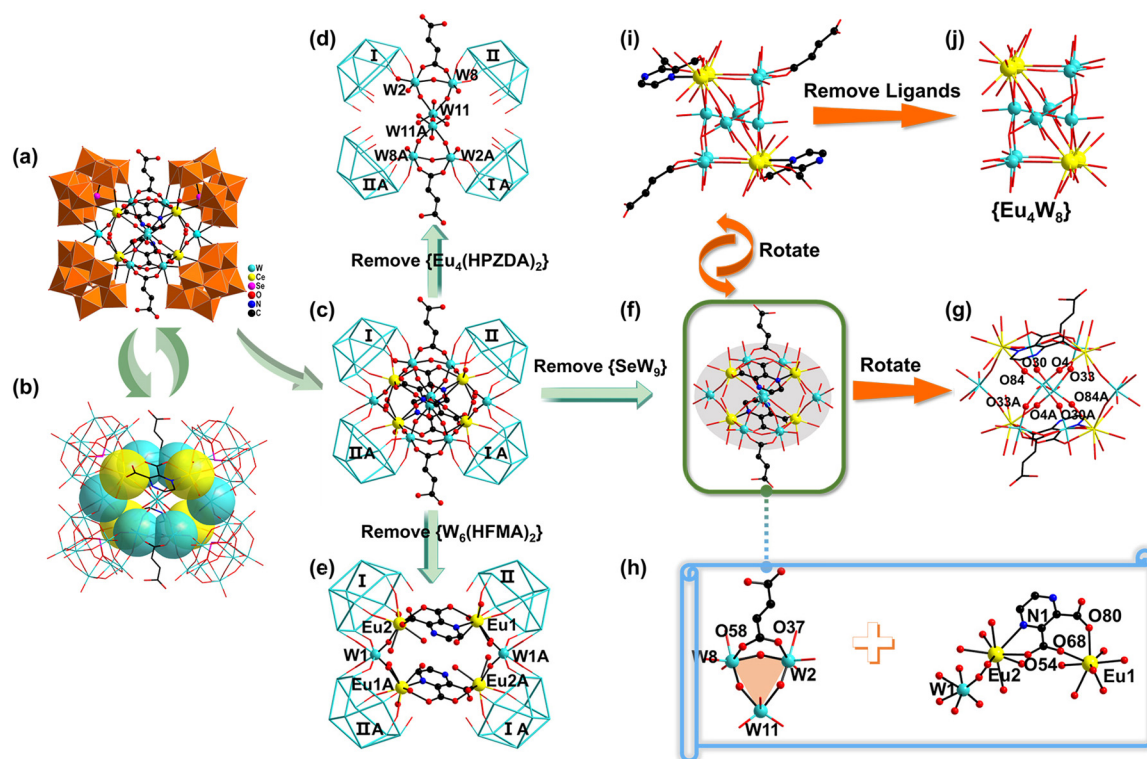 (a)
W
Ce
Se
O
N
C
(b)
(c)
I
II
IIA
IA
(d)
I
II
W2
W8
W11
W11A
W8A
W2A
IIA
IA
Remove {Eu4(HPZDA)2}
Remove {SeW9}
Remove {W6(HFMA)2}
(e)
I
II
Eu2
Eu1
W1
W1A
Eu1A
Eu2A
IIA
IA
(i)
Remove Ligands
(j)
{Eu4W8}
Rotate
(f)
Rotate
(g)
O30
O4
O84
O33
O33A
O84A
O4A
O30A
(h)
O58
O37
W8
W2
W11
N1
O80
O68
O54
W1
Eu2
Eu1